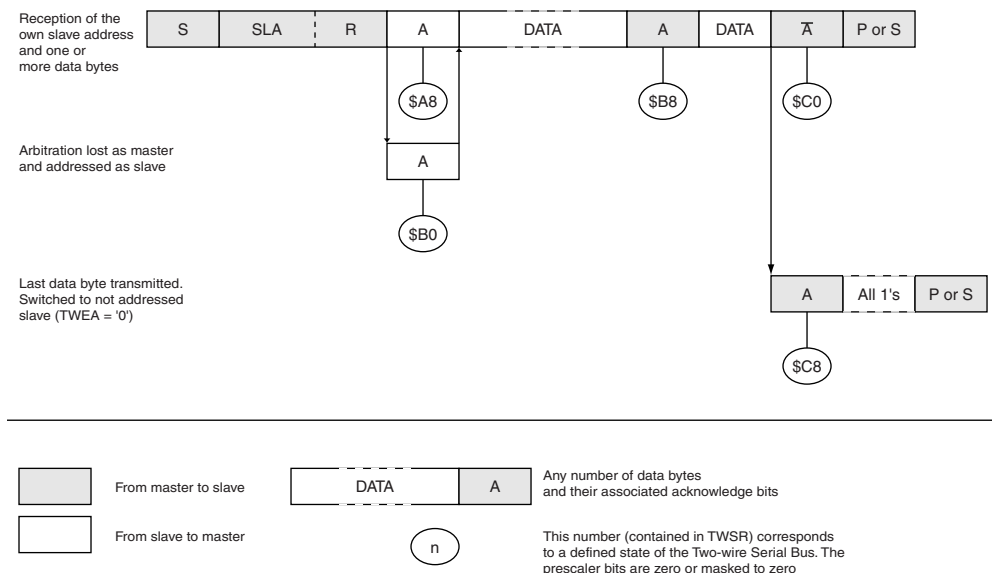 Reception of the
own slave address
and one or
more data bytes
S SLA R A DATA A DATA A̅ P or S
$A8 $B8 $C0
Arbitration lost as master
and addressed as slave
A
$B0
Last data byte transmitted.
Switched to not addressed
slave (TWEA = '0')
A All 1's P or S
$C8
From master to slave
DATA A
Any number of data bytes
and their associated acknowledge bits
From slave to master
n
This number (contained in TWSR) corresponds
to a defined state of the Two-wire Serial Bus. The
prescaler bits are zero or masked to zero